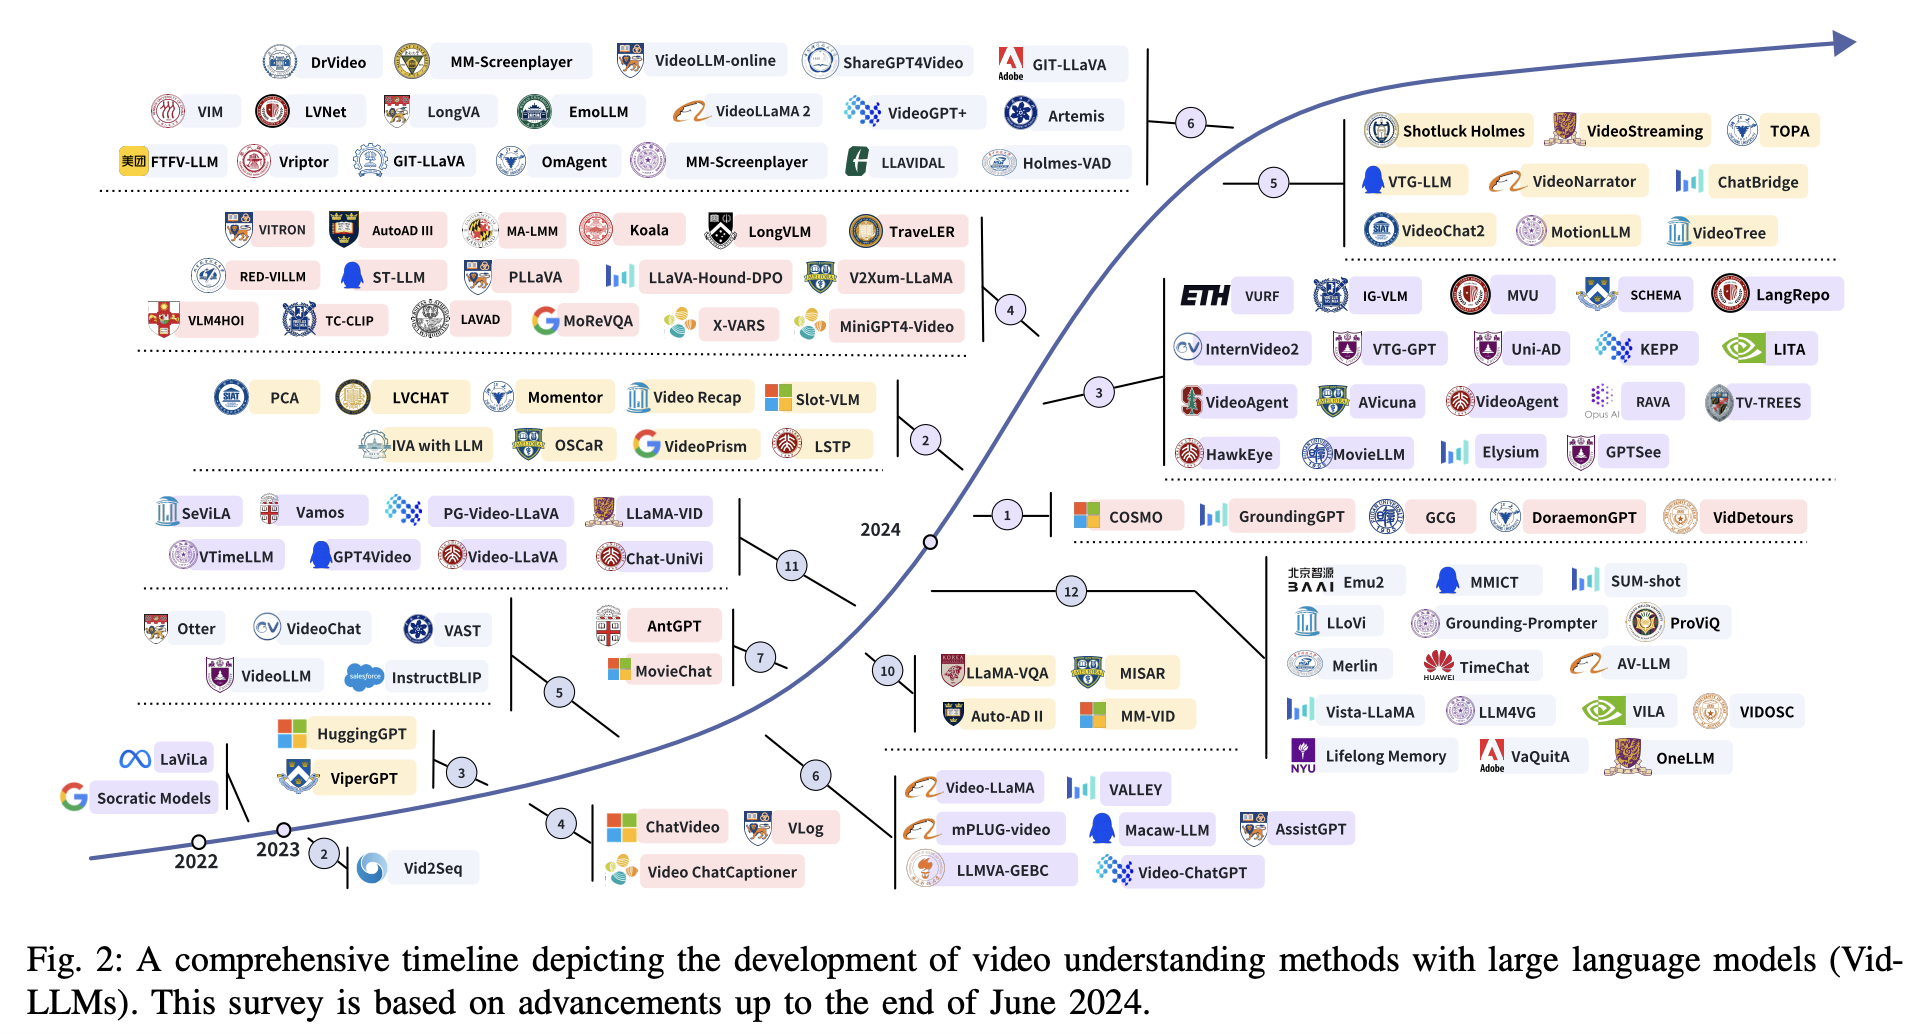 DrVideo MM-Screenplayer VideoLLM-online ShareGPT4Video Adobe GIT-LLaVA
VIM LVNet LongVA EmoLLM VideoLLaMA 2 VideoGPT+ Artemis
美团 FTFV-LLM Vriptor GIT-LLaVA OmAgent MM-Screenplayer LLAVIDAL Holmes-VAD
6
Shotluck Holmes VideoStreaming TOPA
VTG-LLM VideoNarrator ChatBridge
SIAT VideoChat2 MotionLLM VideoTree
5
VITRON AutoAD III MA-LMM Koala LongVLM TraveLER
RED-VILLM ST-LLM PLLaVA LLaVA-Hound-DPO V2Xum-LLaMA
VLM4HOI TC-CLIP LAVAD MoReVQA X-VARS MiniGPT4-Video
4
ETH VURF IG-VLM MVU SCHEMA LangRepo
InternVideo2 VTG-GPT Uni-AD KEPP LITA
VideoAgent AVicuna VideoAgent Opus AI RAVA TV-TREES
HawkEye MovieLLM Elysium GPTSee
3
SIAT PCA LVCHAT Momentor Video Recap Slot-VLM
IVA with LLM OSCaR VideoPrism LSTP
2
1
COSMO GroundingGPT GCG DoraemonGPT VidDetours
2024
SeViLA Vamos PG-Video-LLaVA LLaMA-VID
VTimeLLM GPT4Video Video-LLaVA Chat-UniVi
11
12
北京智源
BAAI Emu2 MMICT SUM-shot
LLoVi Grounding-Prompter ProViQ
Merlin HUAWEI TimeChat AV-LLM
Vista-LLaMA LLM4VG VILA VIDOSC
NYU Lifelong Memory Adobe VaQuitA OneLLM
Otter VideoChat VAST
VideoLLM salesforce InstructBLIP
5
AntGPT
MovieChat
7
10
KOREA LLaMA-VQA MISAR
Auto-AD II MM-VID
HuggingGPT
ViperGPT
3
LaViLa
Socratic Models
6
Video-LLaMA VALLEY
mPLUG-video Macaw-LLM AssistGPT
LLMVA-GEBC Video-ChatGPT
4
ChatVideo VLog
Video ChatCaptioner
2022
2023
2
Vid2Seq
Fig. 2: A comprehensive timeline depicting the development of video understanding methods with large language models (Vid-
LLMs). This survey is based on advancements up to the end of June 2024.